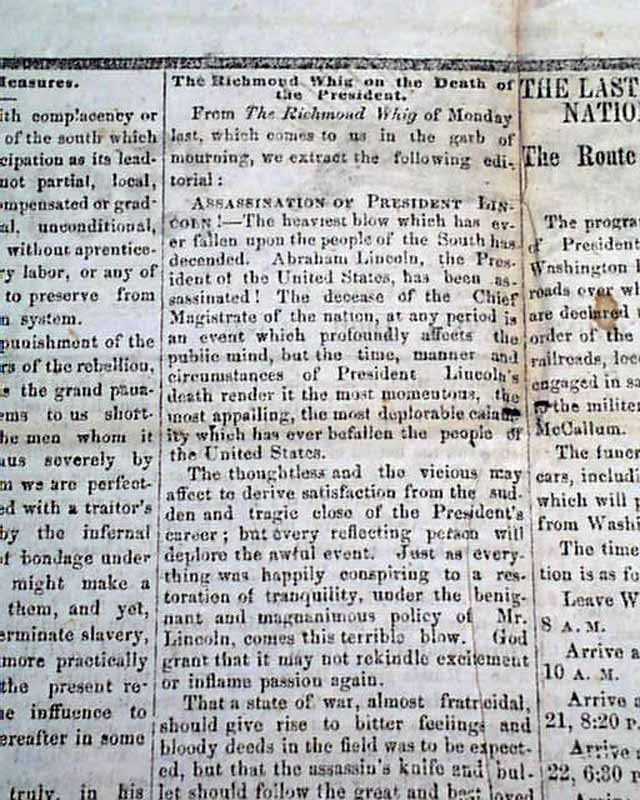 Measures.
ith complacency or
of the south which
cipation as its lead-
not partial, local,
ompensated or grad-
al, unconditional,
without aprentice-
ry labor, or any of
to preserve from
n system.
punishment of the
rs of the rebellion,
s the grand pana-
ems to us short-
he men whom it
aus severely by
m we are perfect-
ed with a traitor's
by the infernal
of bondage under
might make a
them, and yet,
erminate slavery,
more practically
the present re-
ne inffuence to
ereafter in some
truly, in his
The Richmond Whig on the Death of
the President.
From The Richmond Whig of Monday
last, which comes to us in the garb of
mourning, we extract the following edi-
torial :
ASSASSINATION OF PRESIDENT LIN-
COLN !—The heaviest blow which has ev-
er fallen upon the people of the South has
decended. Abraham Lincoln, the Pres-
ident of the United States, has been as-
sassinated ! The decease of the Chief
Magistrate of the nation, at any period is
an event which profoundly affects the
public mind, but the time, manner and
circumstances of President Lincoln's
death render it the most momentous, the
most appailing, the most deplorable calam-
ity which has ever befallen the people of
the United States.
The thoughtless and the vicious may
affect to derive satisfaction from the sud-
den and tragic close of the President's
career ; but every reflecting person will
deplore the awful event. Just as every-
thing was happily conspiring to a res-
toration of tranquility, under the benig-
nant and magnanimous policy of Mr.
Lincoln, comes this terrible blow. God
grant that it may not rekindle excitement
or inflame passion again.
That a state of war, almost fratricidal,
should give rise to bitter feelings and
bloody deeds in the field was to be expect-
ed, but that the assassin's knife and bul-
let should follow the great and best loved
THE LAST
NATIO
The Route
The progra
of President
Washington
roads over wh
are declared
order of the
railroads, loc
engaged in sa
to the militer
McCallum.
The funer
cars, includi
which will p
from Washi
The time
tion is as fo
Leave W
8 A. M.
Arrive a
10 A. M.
Arrive a
21, 8:20 P.
Arrive a
22, 6:30 P.
Arrive a